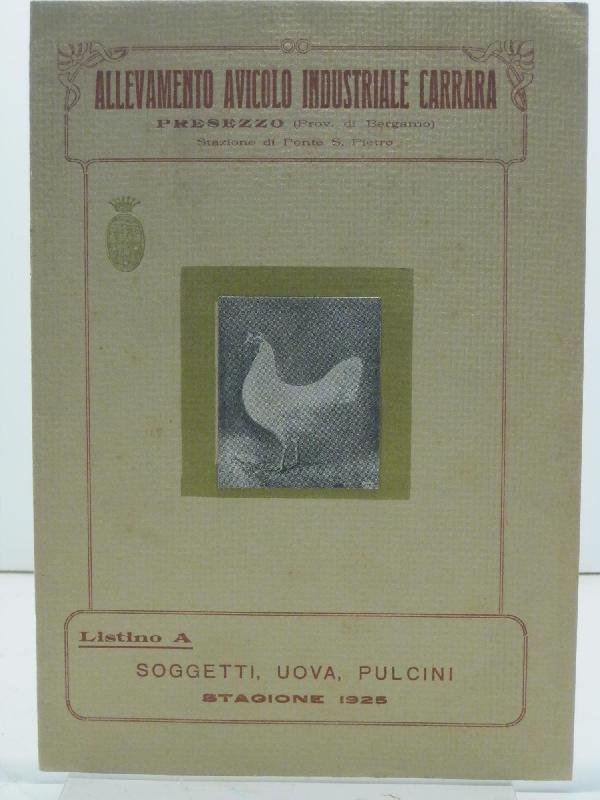 ALLEVAMENTO AVICOLO INDUSTRIALE CARRARA
PRESEZZO (Prov. di Bergamo)
Stazione di Ponte S. Pietro
Listino A
SOGGETTI, UOVA, PULCINI
STAGIONE 1925